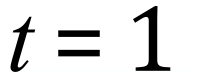 t = 1